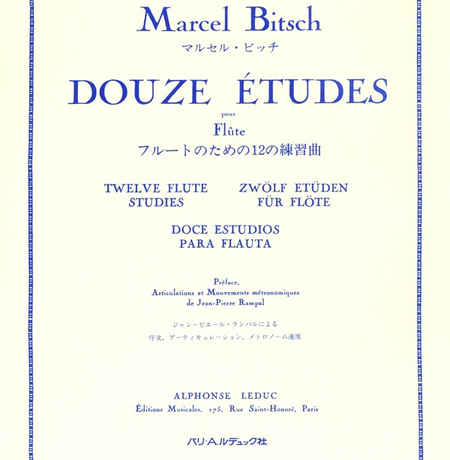 Marcel Bitsch
マルセル・ビッチ
DOUZE ÉTUDES
pour
Flûte
フルートのための12の練習曲
TWELVE FLUTE STUDIES
ZWÖLF ETÜDEN FÜR FLÖTE
DOCE ESTUDIOS
PARA FLAUTA
Préface,
Articulations et Mouvements métronomiques
de Jean-Pierre Rampal
ジャン-ピエール・ランパルによる
序文，アーティキュレーション，メトロノーム速度
ALPHONSE LEDUC
Éditions Musicales, 175, Rue Saint-Honoré, Paris
パリ・A.ルデュック社